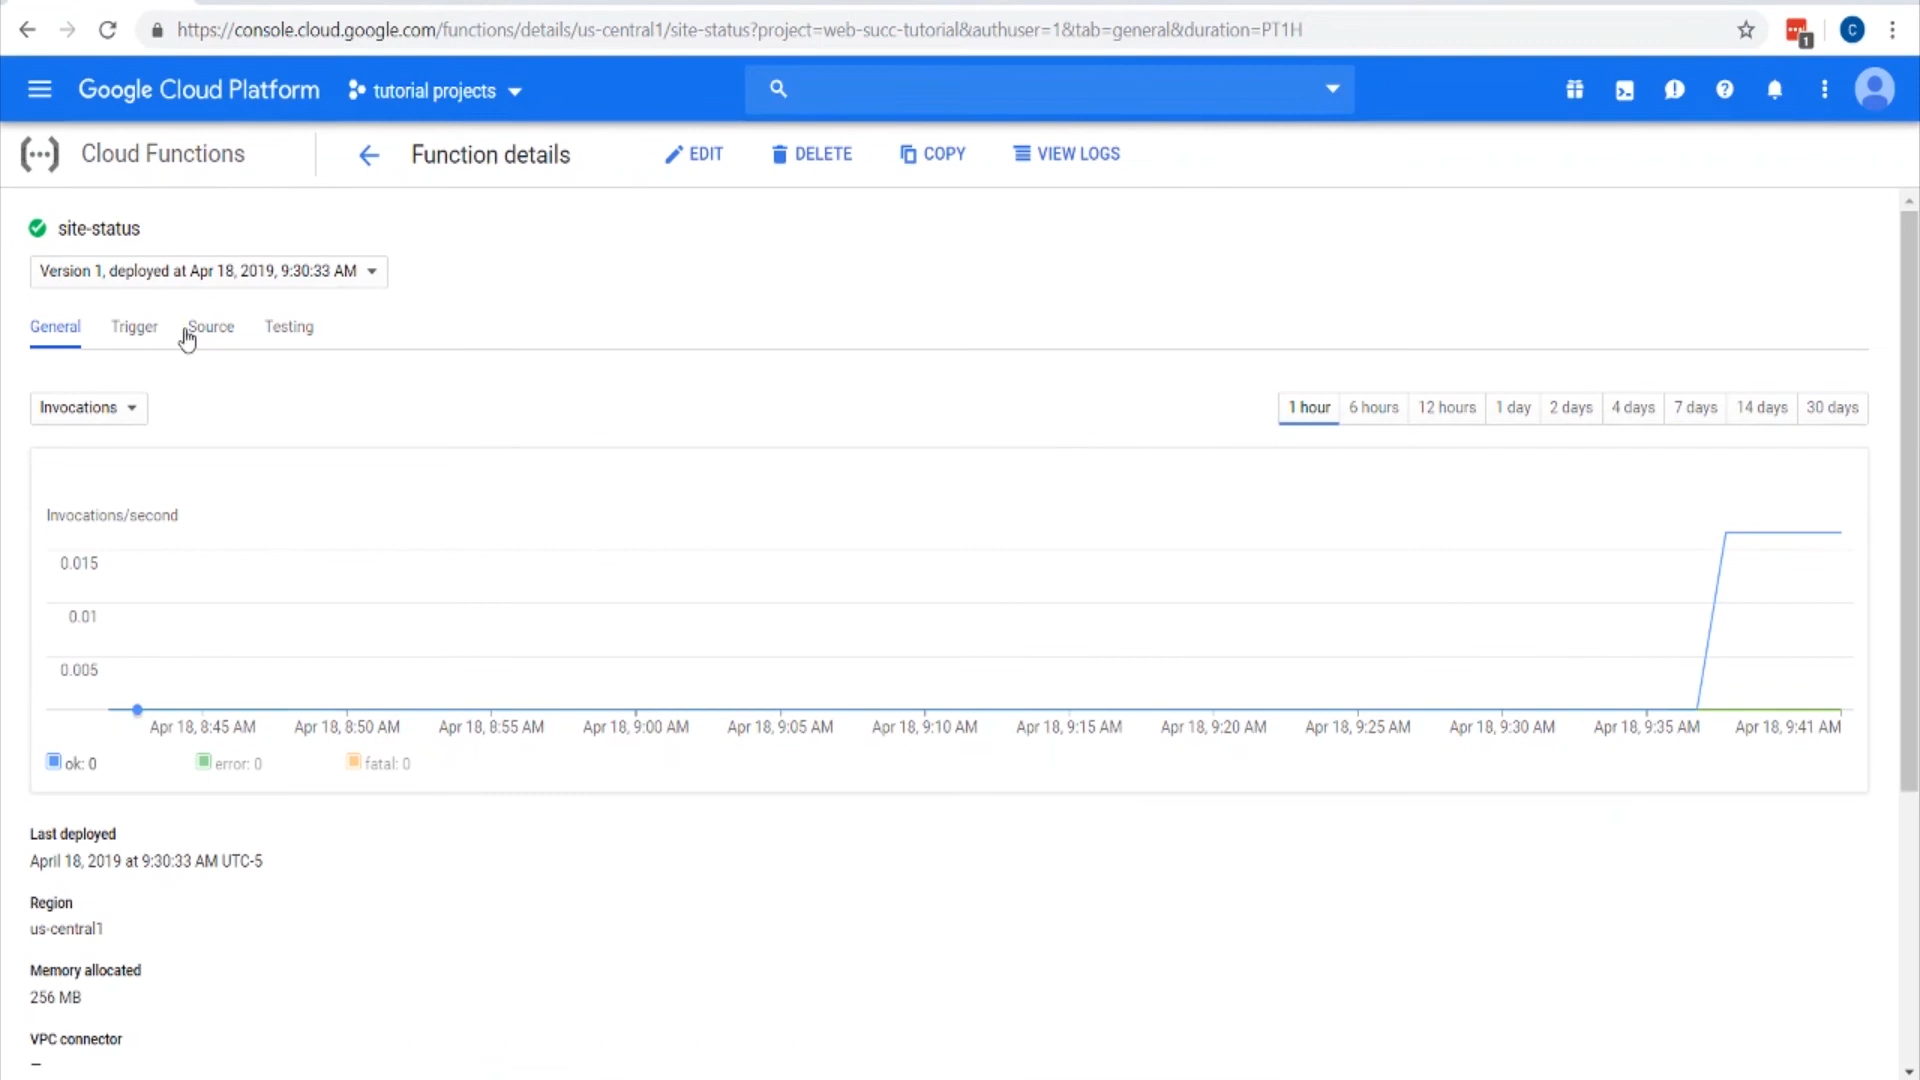 https://console.cloud.google.com/functions/details/us-central1/site-status?project=web-succ-tutorial&authuser=1&tab=general&duration=PT1H
1
C
Google Cloud Platform
tutorial projects
Cloud Functions
Function details
EDIT
DELETE
COPY
VIEW LOGS
site-status
Version 1, deployed at Apr 18, 2019, 9:30:33 AM
General Trigger Source Testing
Invocations
1 hour 6 hours 12 hours 1 day 2 days 4 days 7 days 14 days 30 days
Invocations/second
0.015
0.01
0.005
Apr 18, 8:45 AM Apr 18, 8:50 AM Apr 18, 8:55 AM Apr 18, 9:00 AM Apr 18, 9:05 AM Apr 18, 9:10 AM Apr 18, 9:15 AM Apr 18, 9:20 AM Apr 18, 9:25 AM Apr 18, 9:30 AM Apr 18, 9:35 AM Apr 18, 9:41 AM
ok: 0 error: 0 fatal: 0
Last deployed
April 18, 2019 at 9:30:33 AM UTC-5
Region
us-central1
Memory allocated
256 MB
VPC connector
—